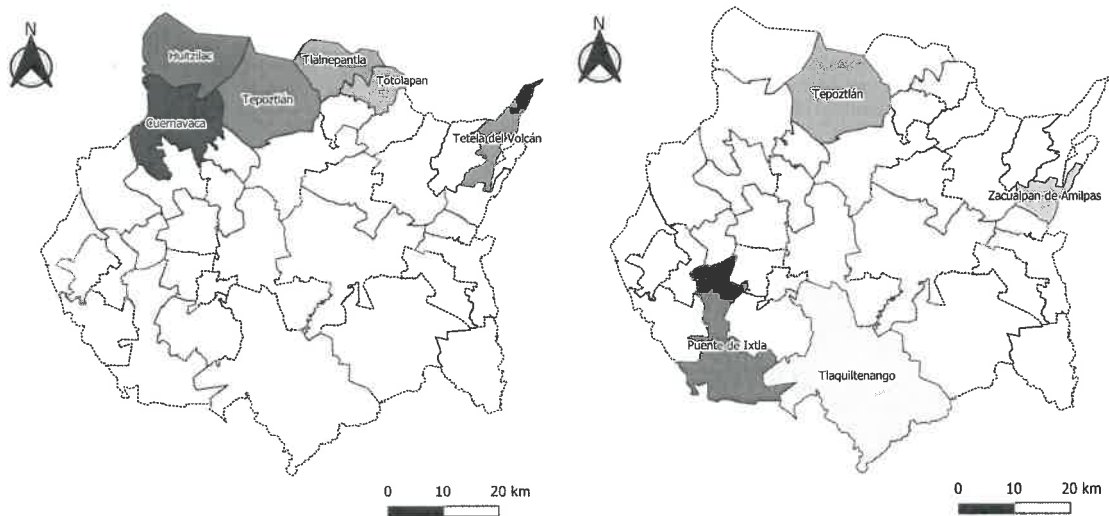 N
Huitzilac
Tlalnepantla
Totolapan
Tepoztlán
Cuernavaca
Tetela del Volcán
0 10 20 km
N
Tepoztlán
Zacualpan de Amilpas
Puente de Ixtla
Tlaquiltenango
0 10 20 km